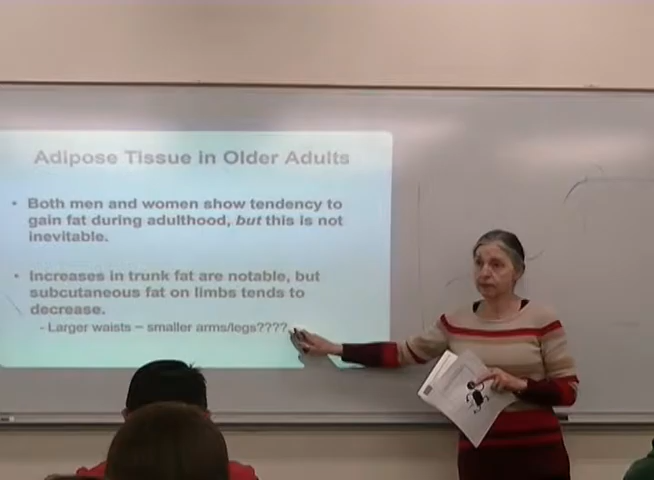 Adipose Tissue in Older Adults
• Both men and women show tendency to
gain fat during adulthood, but this is not
inevitable.
• Increases in trunk fat are notable, but
subcutaneous fat on limbs tends to
decrease.
- Larger waists – smaller arms/legs????